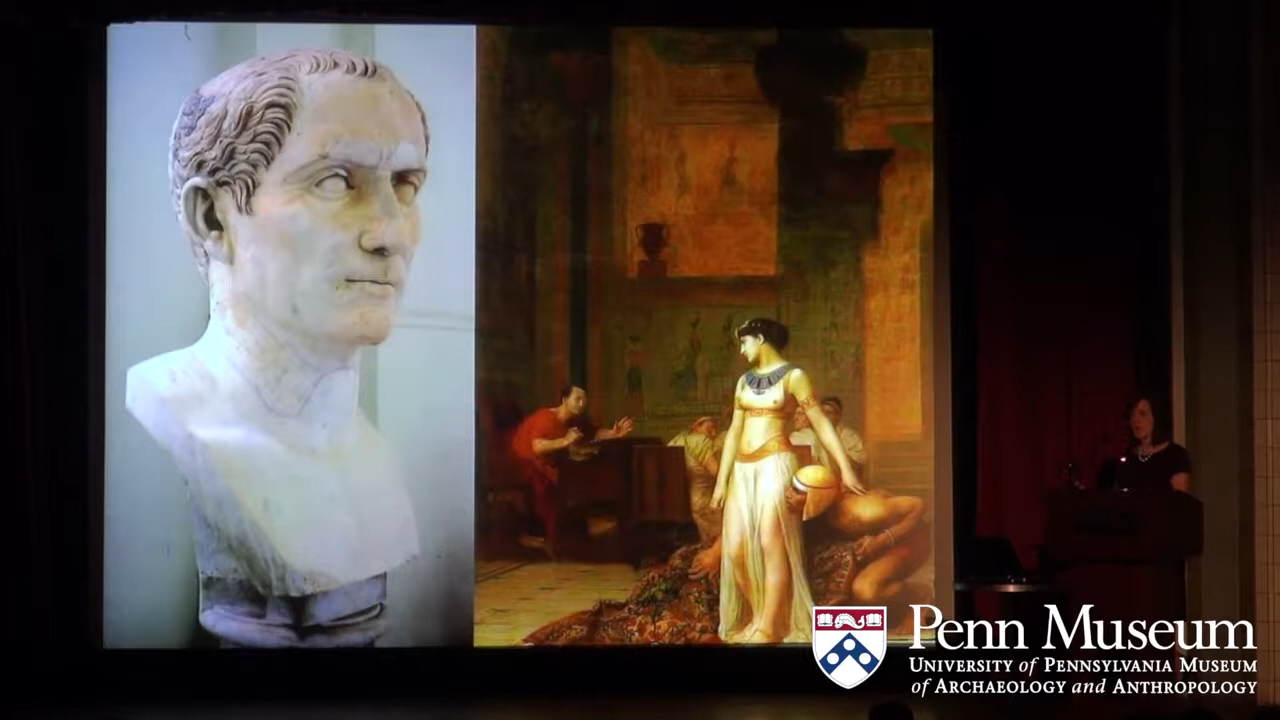 Penn Museum
UNIVERSITY of PENNSYLVANIA MUSEUM
of ARCHAEOLOGY and ANTHROPOLOGY